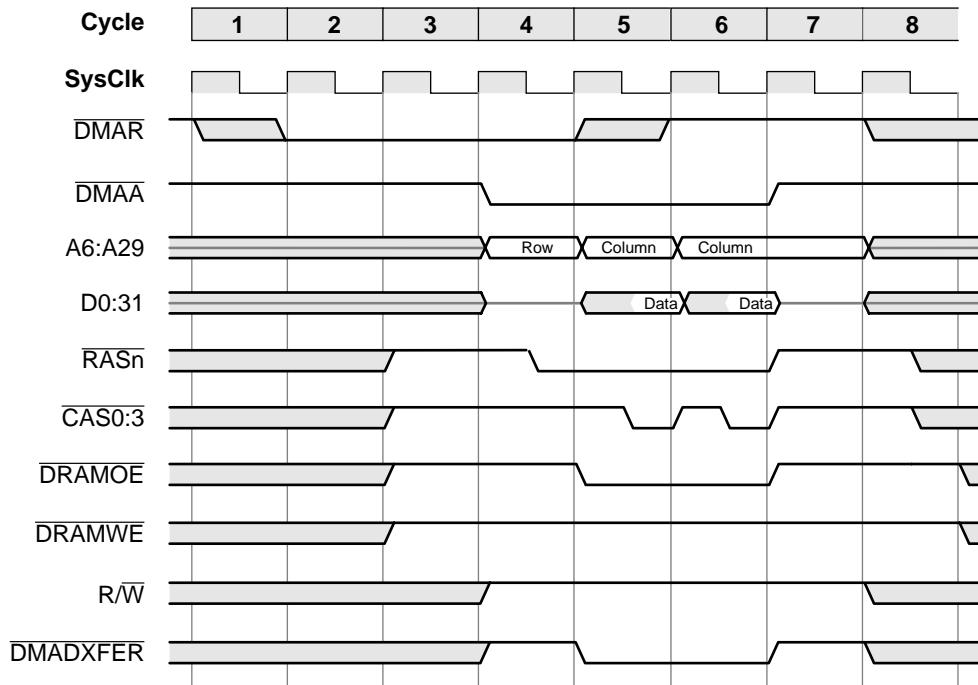 Cycle 1 2 3 4 5 6 7 8
SysClk
DMAR
DMAA
A6:A29 Row Column Column
D0:31 Data Data
RASn
CAS0:3
DRAMOE
DRAMWE
R/W
DMADXFER